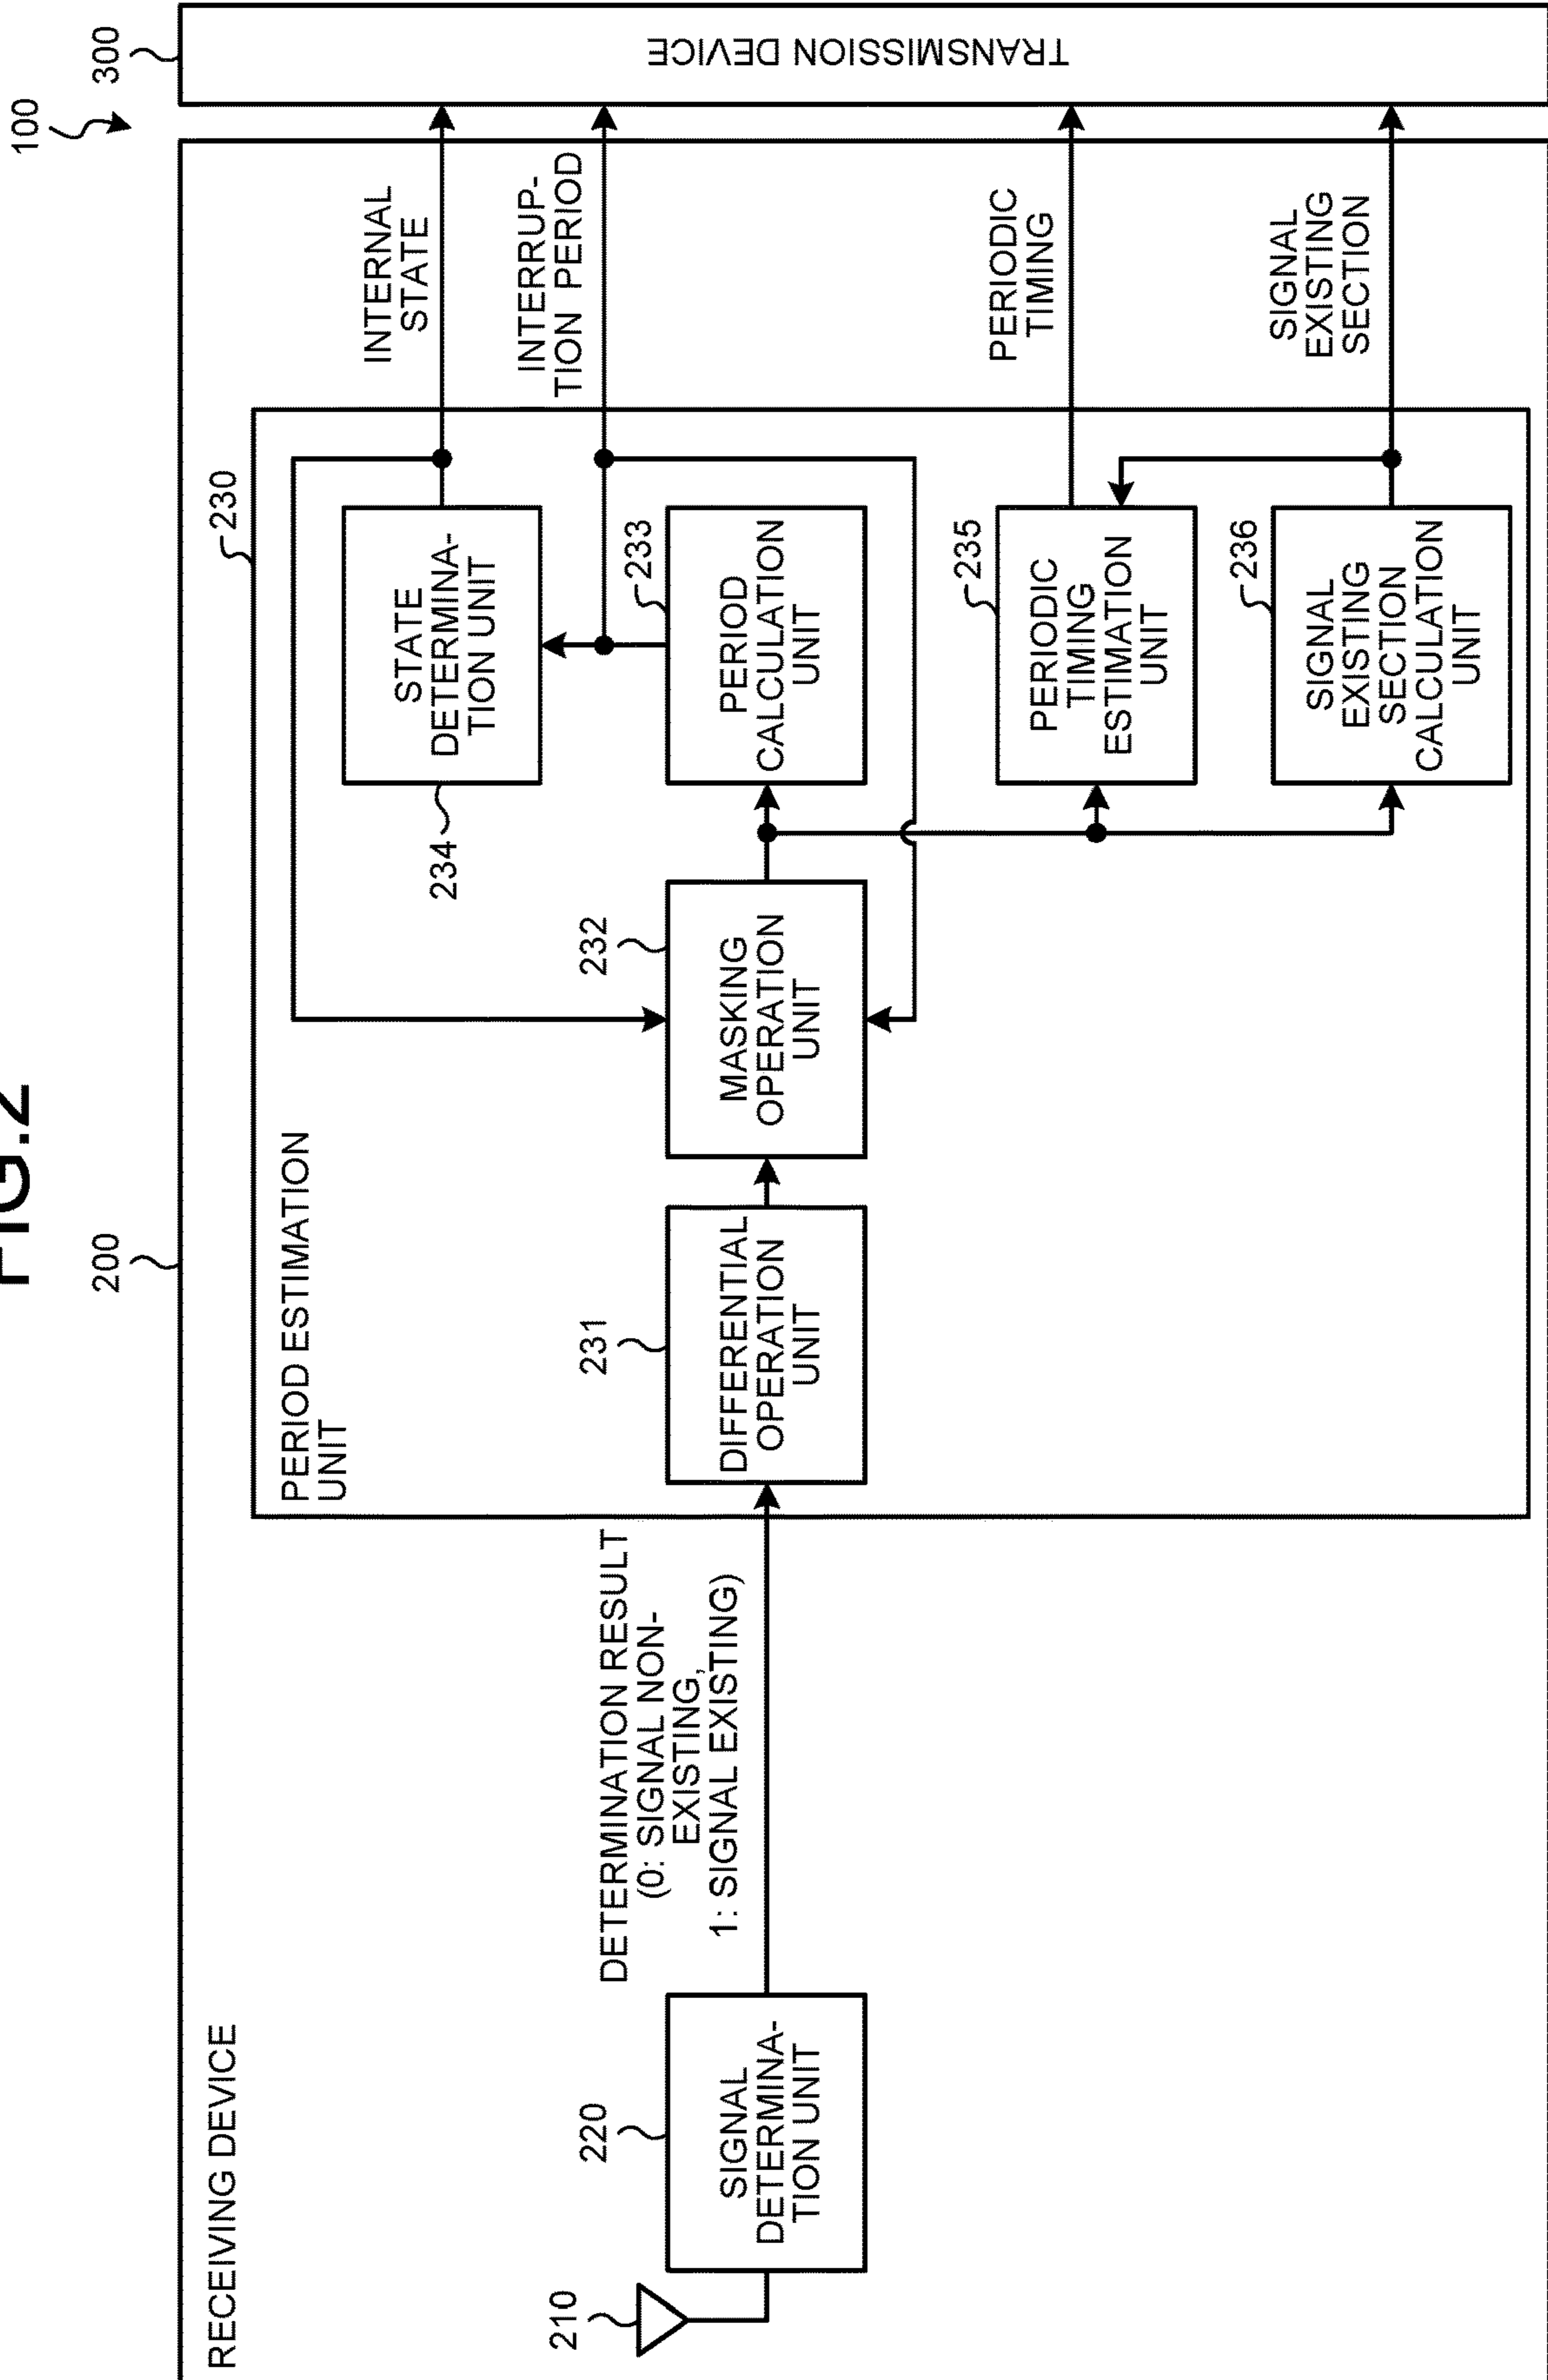 FIG.2
100
200
300
RECEIVING DEVICE
TRANSMISSION DEVICE
210
220
SIGNAL
DETERMINA-
TION UNIT
DETERMINATION RESULT
(0: SIGNAL NON-
EXISTING,
1: SIGNAL EXISTING)
230
PERIOD ESTIMATION
UNIT
231
DIFFERENTIAL
OPERATION
UNIT
232
MASKING
OPERATION
UNIT
234
STATE
DETERMINA-
TION UNIT
233
PERIOD
CALCULATION
UNIT
235
PERIODIC
TIMING
ESTIMATION
UNIT
236
SIGNAL
EXISTING
SECTION
CALCULATION
UNIT
INTERNAL
STATE
INTERRUP-
TION PERIOD
PERIODIC
TIMING
SIGNAL
EXISTING
SECTION